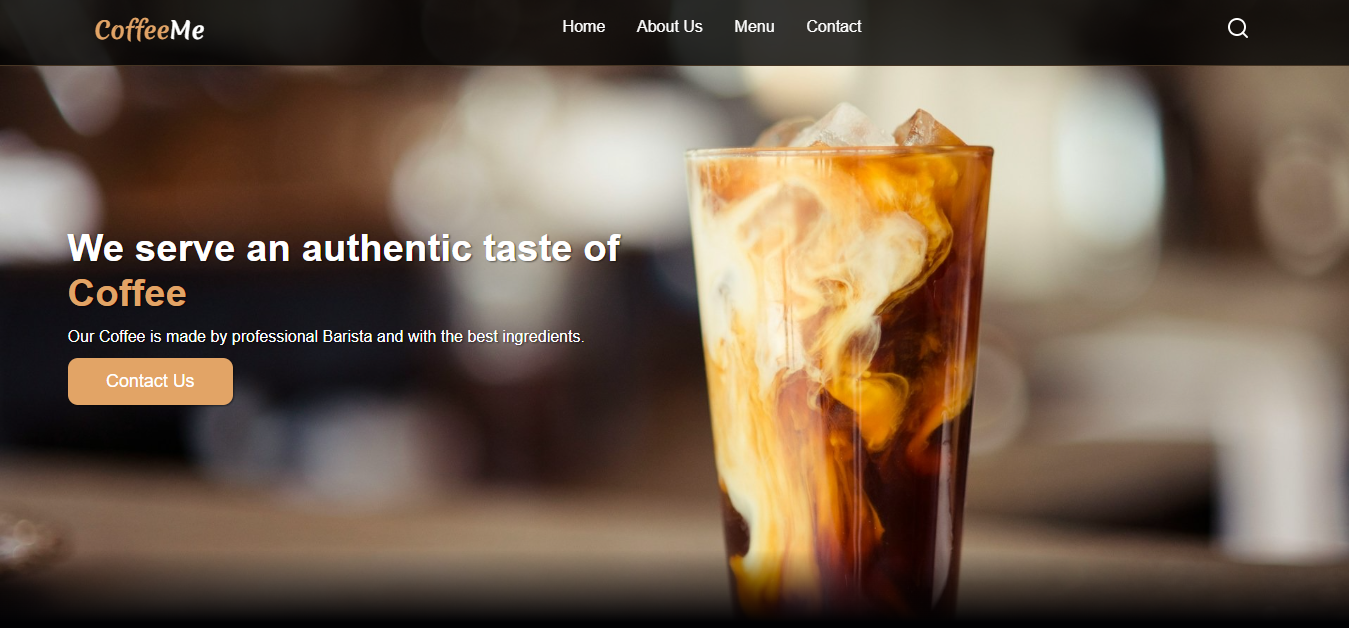 CoffeeMe Home About Us Menu Contact
We serve an authentic taste of
Coffee
Our Coffee is made by professional Barista and with the best ingredients.
Contact Us